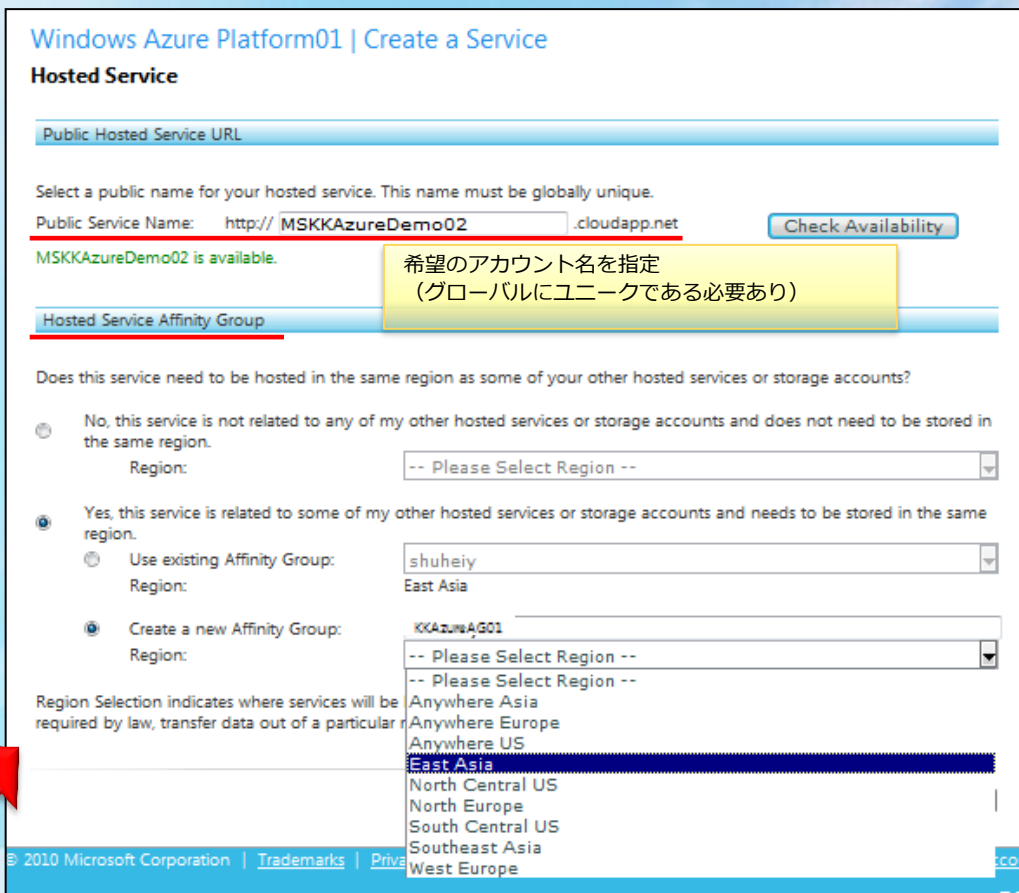 Windows Azure Platform01 | Create a Service
Hosted Service
Public Hosted Service URL
Select a public name for your hosted service. This name must be globally unique.
Public Service Name: http:// MSKKAzureDemo02 .cloudapp.net Check Availability
MSKKAzureDemo02 is available.
希望のアカウント名を指定
（グローバルにユニークである必要あり）
Hosted Service Affinity Group
Does this service need to be hosted in the same region as some of your other hosted services or storage accounts?
No, this service is not related to any of my other hosted services or storage accounts and does not need to be stored in
the same region.
Region: -- Please Select Region --
Yes, this service is related to some of my other hosted services or storage accounts and needs to be stored in the same
region.
Use existing Affinity Group: shuheiy
Region: East Asia
Create a new Affinity Group: KKAzureAG01
Region: -- Please Select Region --
-- Please Select Region --
Region Selection indicates where services will be
Anywhere Asia
required by law, transfer data out of a particular
Anywhere Europe
Anywhere US
East Asia
North Central US
North Europe
South Central US
Southeast Asia
West Europe
© 2010 Microsoft Corporation | Trademarks | Priva